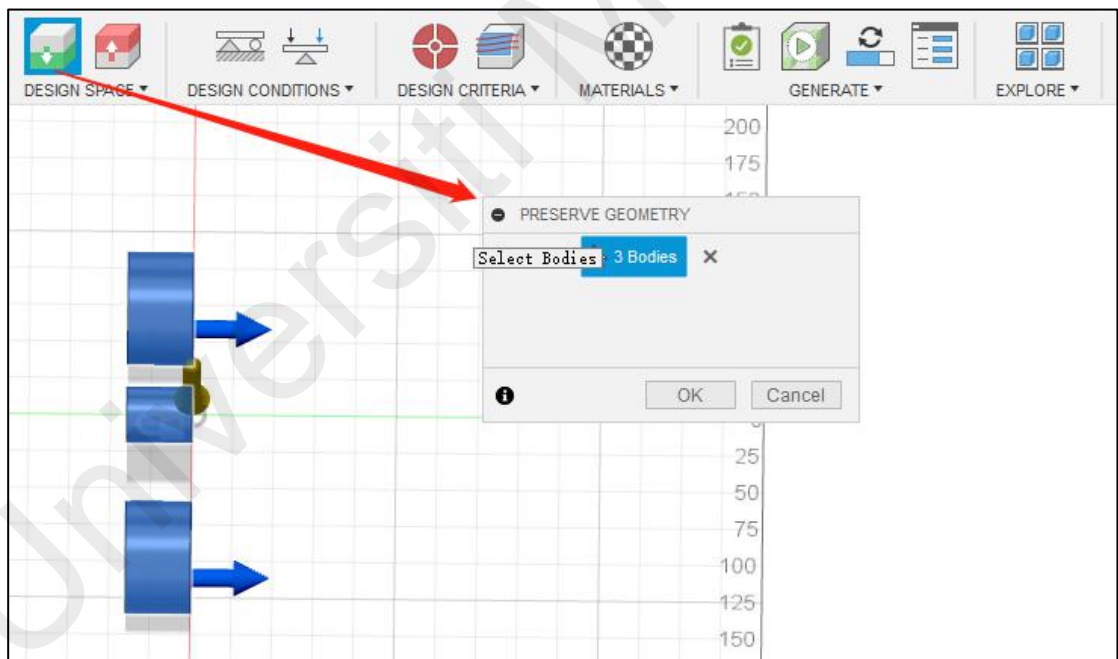 DESIGN SPACE DESIGN CONDITIONS DESIGN CRITERIA MATERIALS GENERATE EXPLORE
200
175
PRESERVE GEOMETRY
Select Bodies 3 Bodies
OK Cancel
25
50
75
100
125
150
Universiti